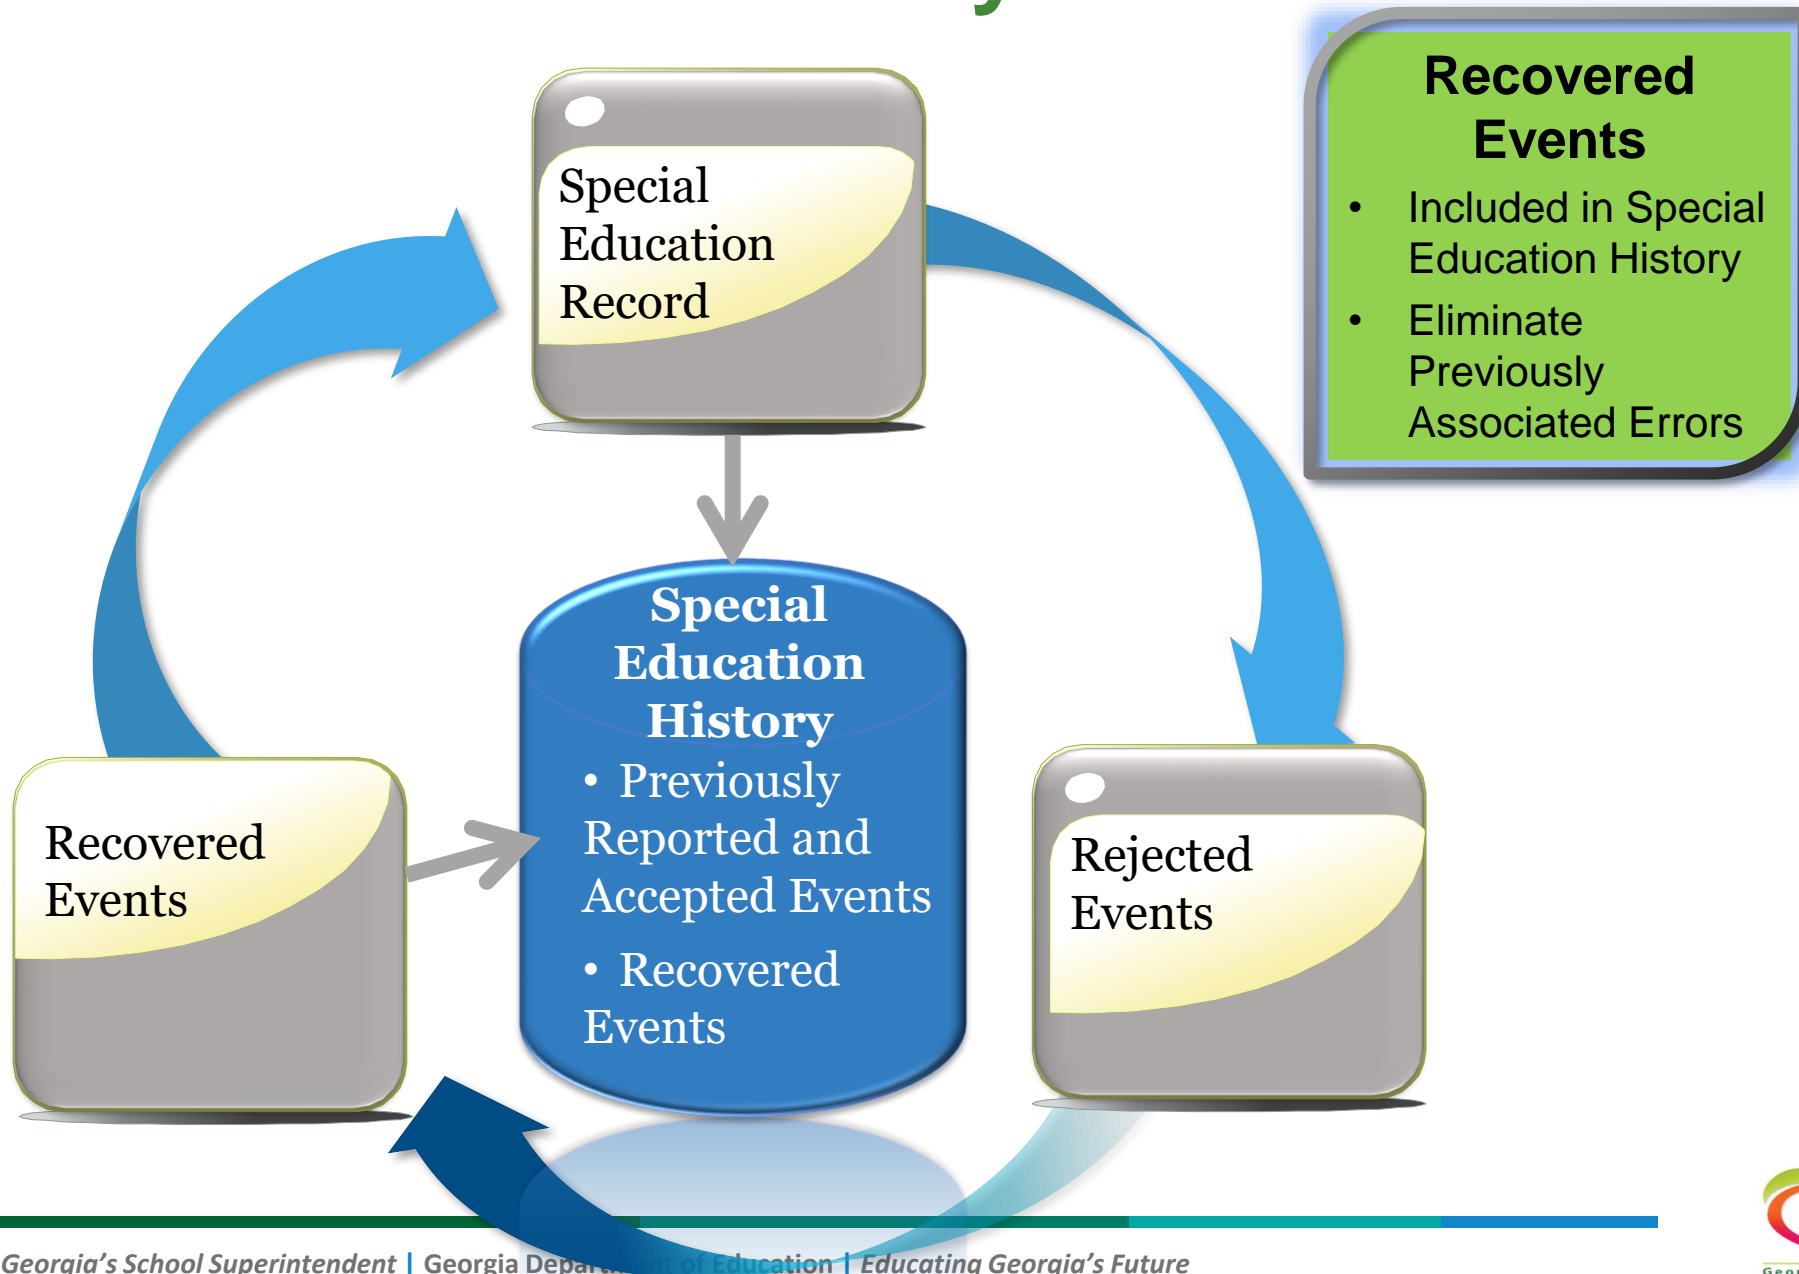 Special
Education
Record
Recovered
Events
• Included in Special
Education History
• Eliminate
Previously
Associated Errors
Special
Education
History
• Previously
Reported and
Accepted Events
• Recovered
Events
Recovered
Events
Rejected
Events
Georgia's School Superintendent | Georgia Department of Education | Educating Georgia's Future